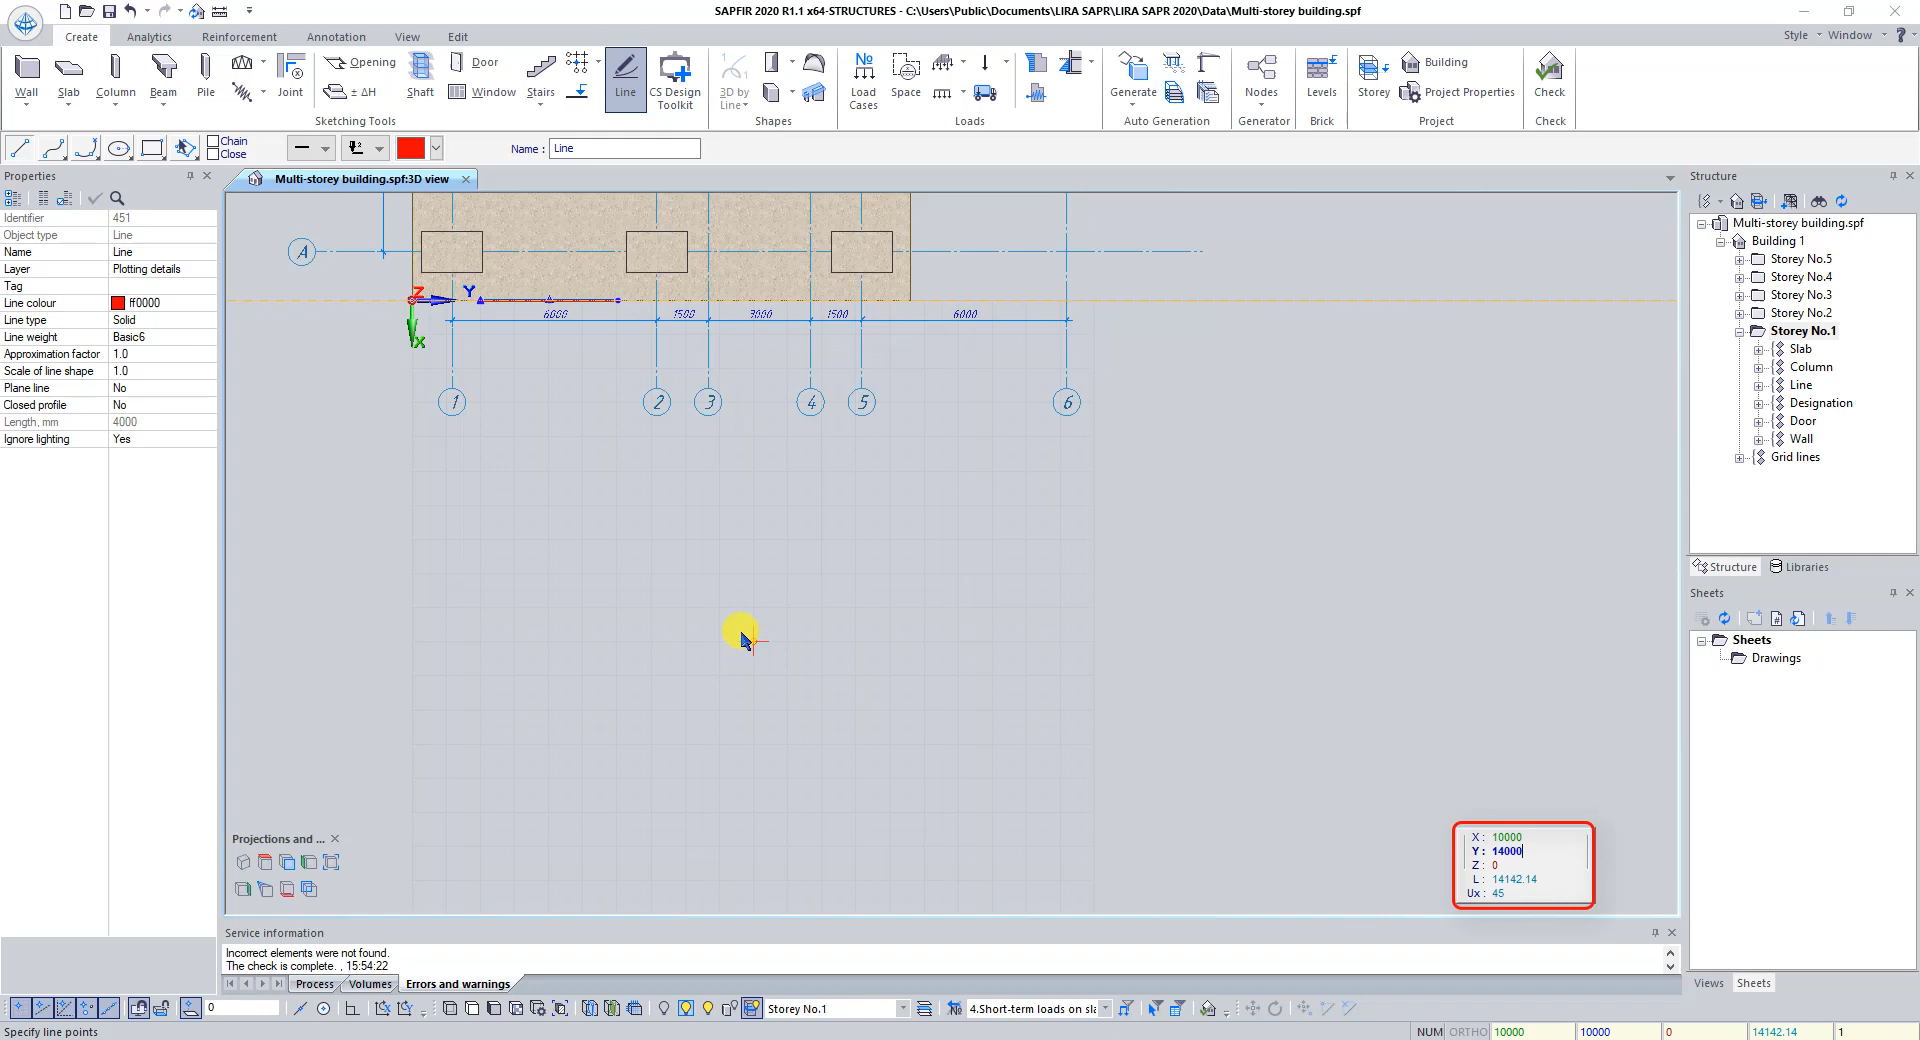 SAPFIR 2020 R1.1 x64-STRUCTURES - C:\Users\Public\Documents\LIRA SAPR\LIRA SAPR 2020\Data\Multi-storey building.spf
Create Analytics Reinforcement Annotation View Edit
Style Window ?
Wall Slab Column Beam Pile Joint
Opening Door
± ΔH Shaft Window Stairs
Line CS Design Toolkit
3D by Line
Load Cases Space
Generate Nodes Levels Storey Building Project Properties Check
Sketching Tools Shapes Loads Auto Generation Generator Brick Project Check
Chain
Close
Name : Line
Properties
Multi-storey building.spf:3D view
Structure
Identifier 451
Object type Line
Name Line
Layer Plotting details
Tag
Line colour ff0000
Line type Solid
Line weight Basic6
Approximation factor 1.0
Scale of line shape 1.0
Plane line No
Closed profile No
Length, mm 4000
Ignore lighting Yes
A
Z Y
X
6000 1500 3000 1500 6000
1 2 3 4 5 6
Multi-storey building.spf
Building 1
Storey No.5
Storey No.4
Storey No.3
Storey No.2
Storey No.1
Slab
Column
Line
Designation
Door
Wall
Grid lines
Structure Libraries
Sheets
Sheets
Drawings
Projections and ...
X : 10000
Y : 14000
Z : 0
L : 14142.14
Ux : 45
Service information
Incorrect elements were not found.
The check is complete. , 15:54:22
Process Volumes Errors and warnings
Views Sheets
0 Storey No.1 4.Short-term loads on sla
Specify line points
NUM ORTHO 10000 10000 0 14142.14 1